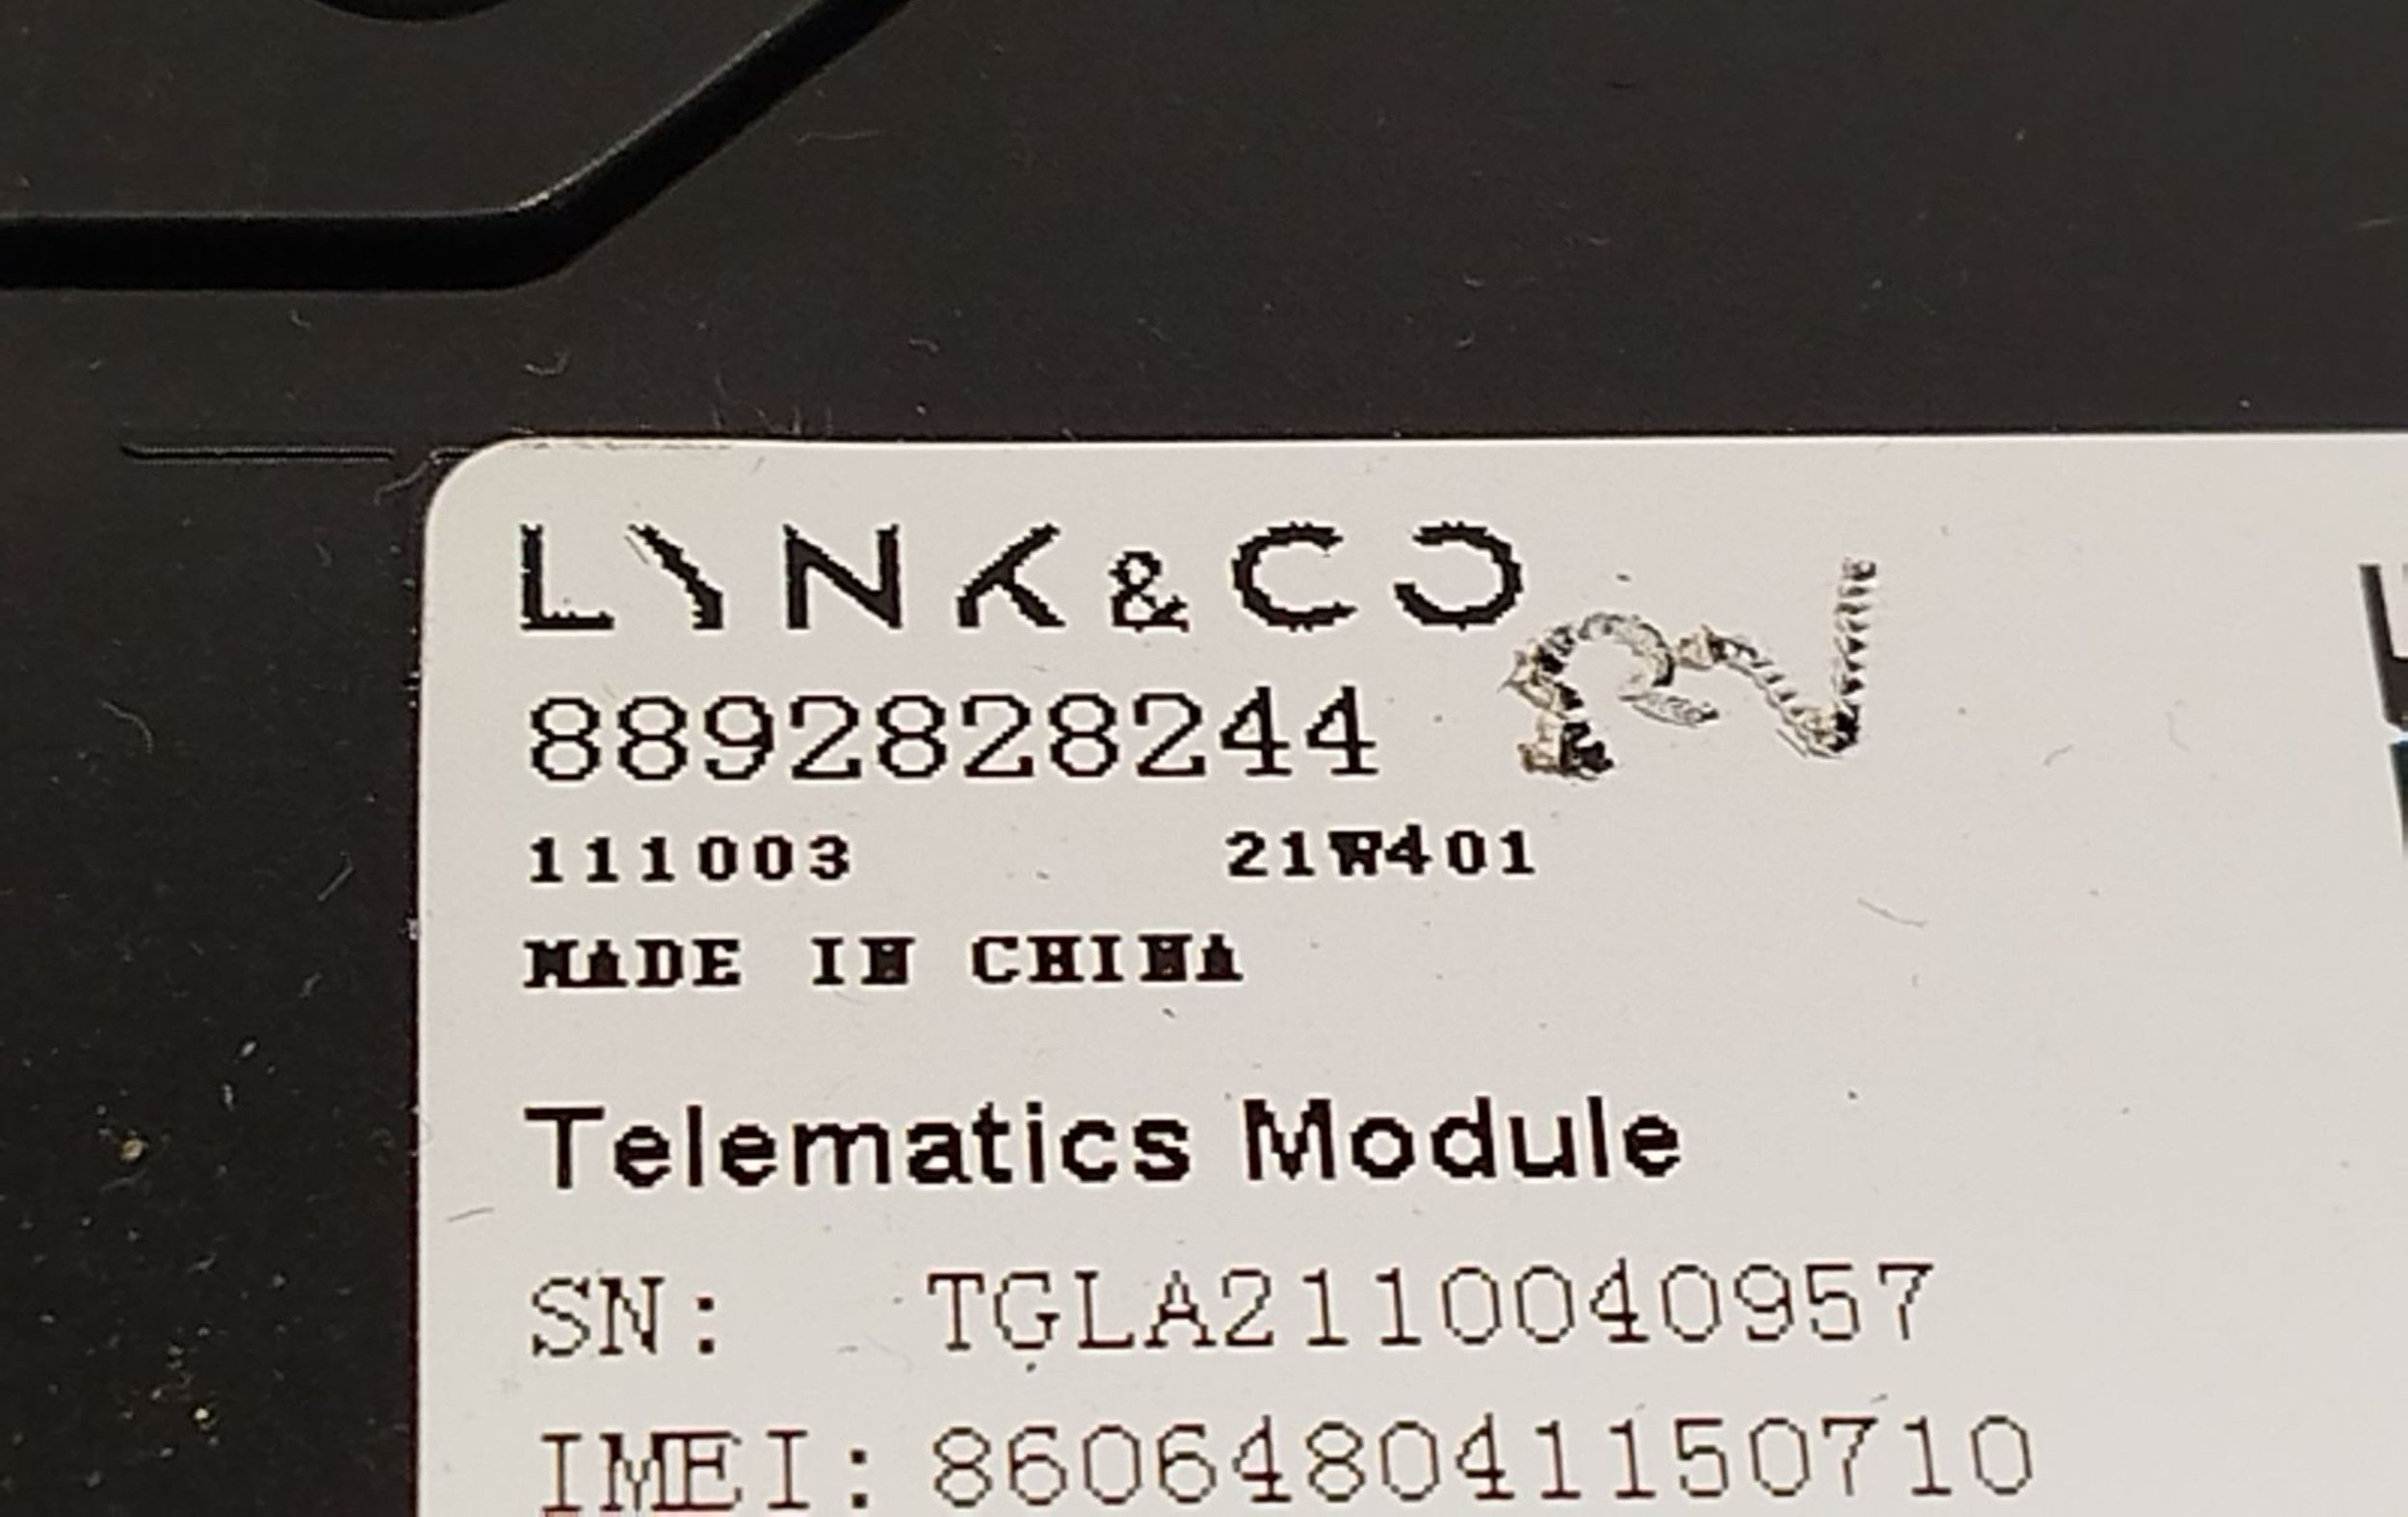 LYNK&CO
8892828244
111003 21W401
MADE IN CHINA
Telematics Module
SN: TGLA2110040957
IMEI: 860648041150710